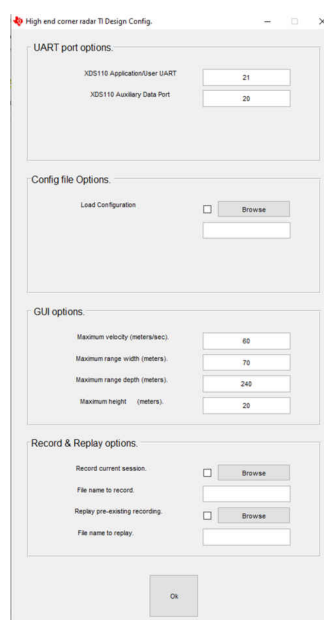 High end corner radar TI Design Config.
UART port options.
XDS110 Application/User UART 21
XDS110 Auxiliary Data Port 20
Config file Options.
Load Configuration Browse
GUI options.
Maximum velocity (meters/sec). 60
Maximum range width (meters). 70
Maximum range depth (meters). 240
Maximum height (meters). 20
Record & Replay options.
Record current session. Browse
File name to record.
Replay pre-existing recording. Browse
File name to replay.
Ok